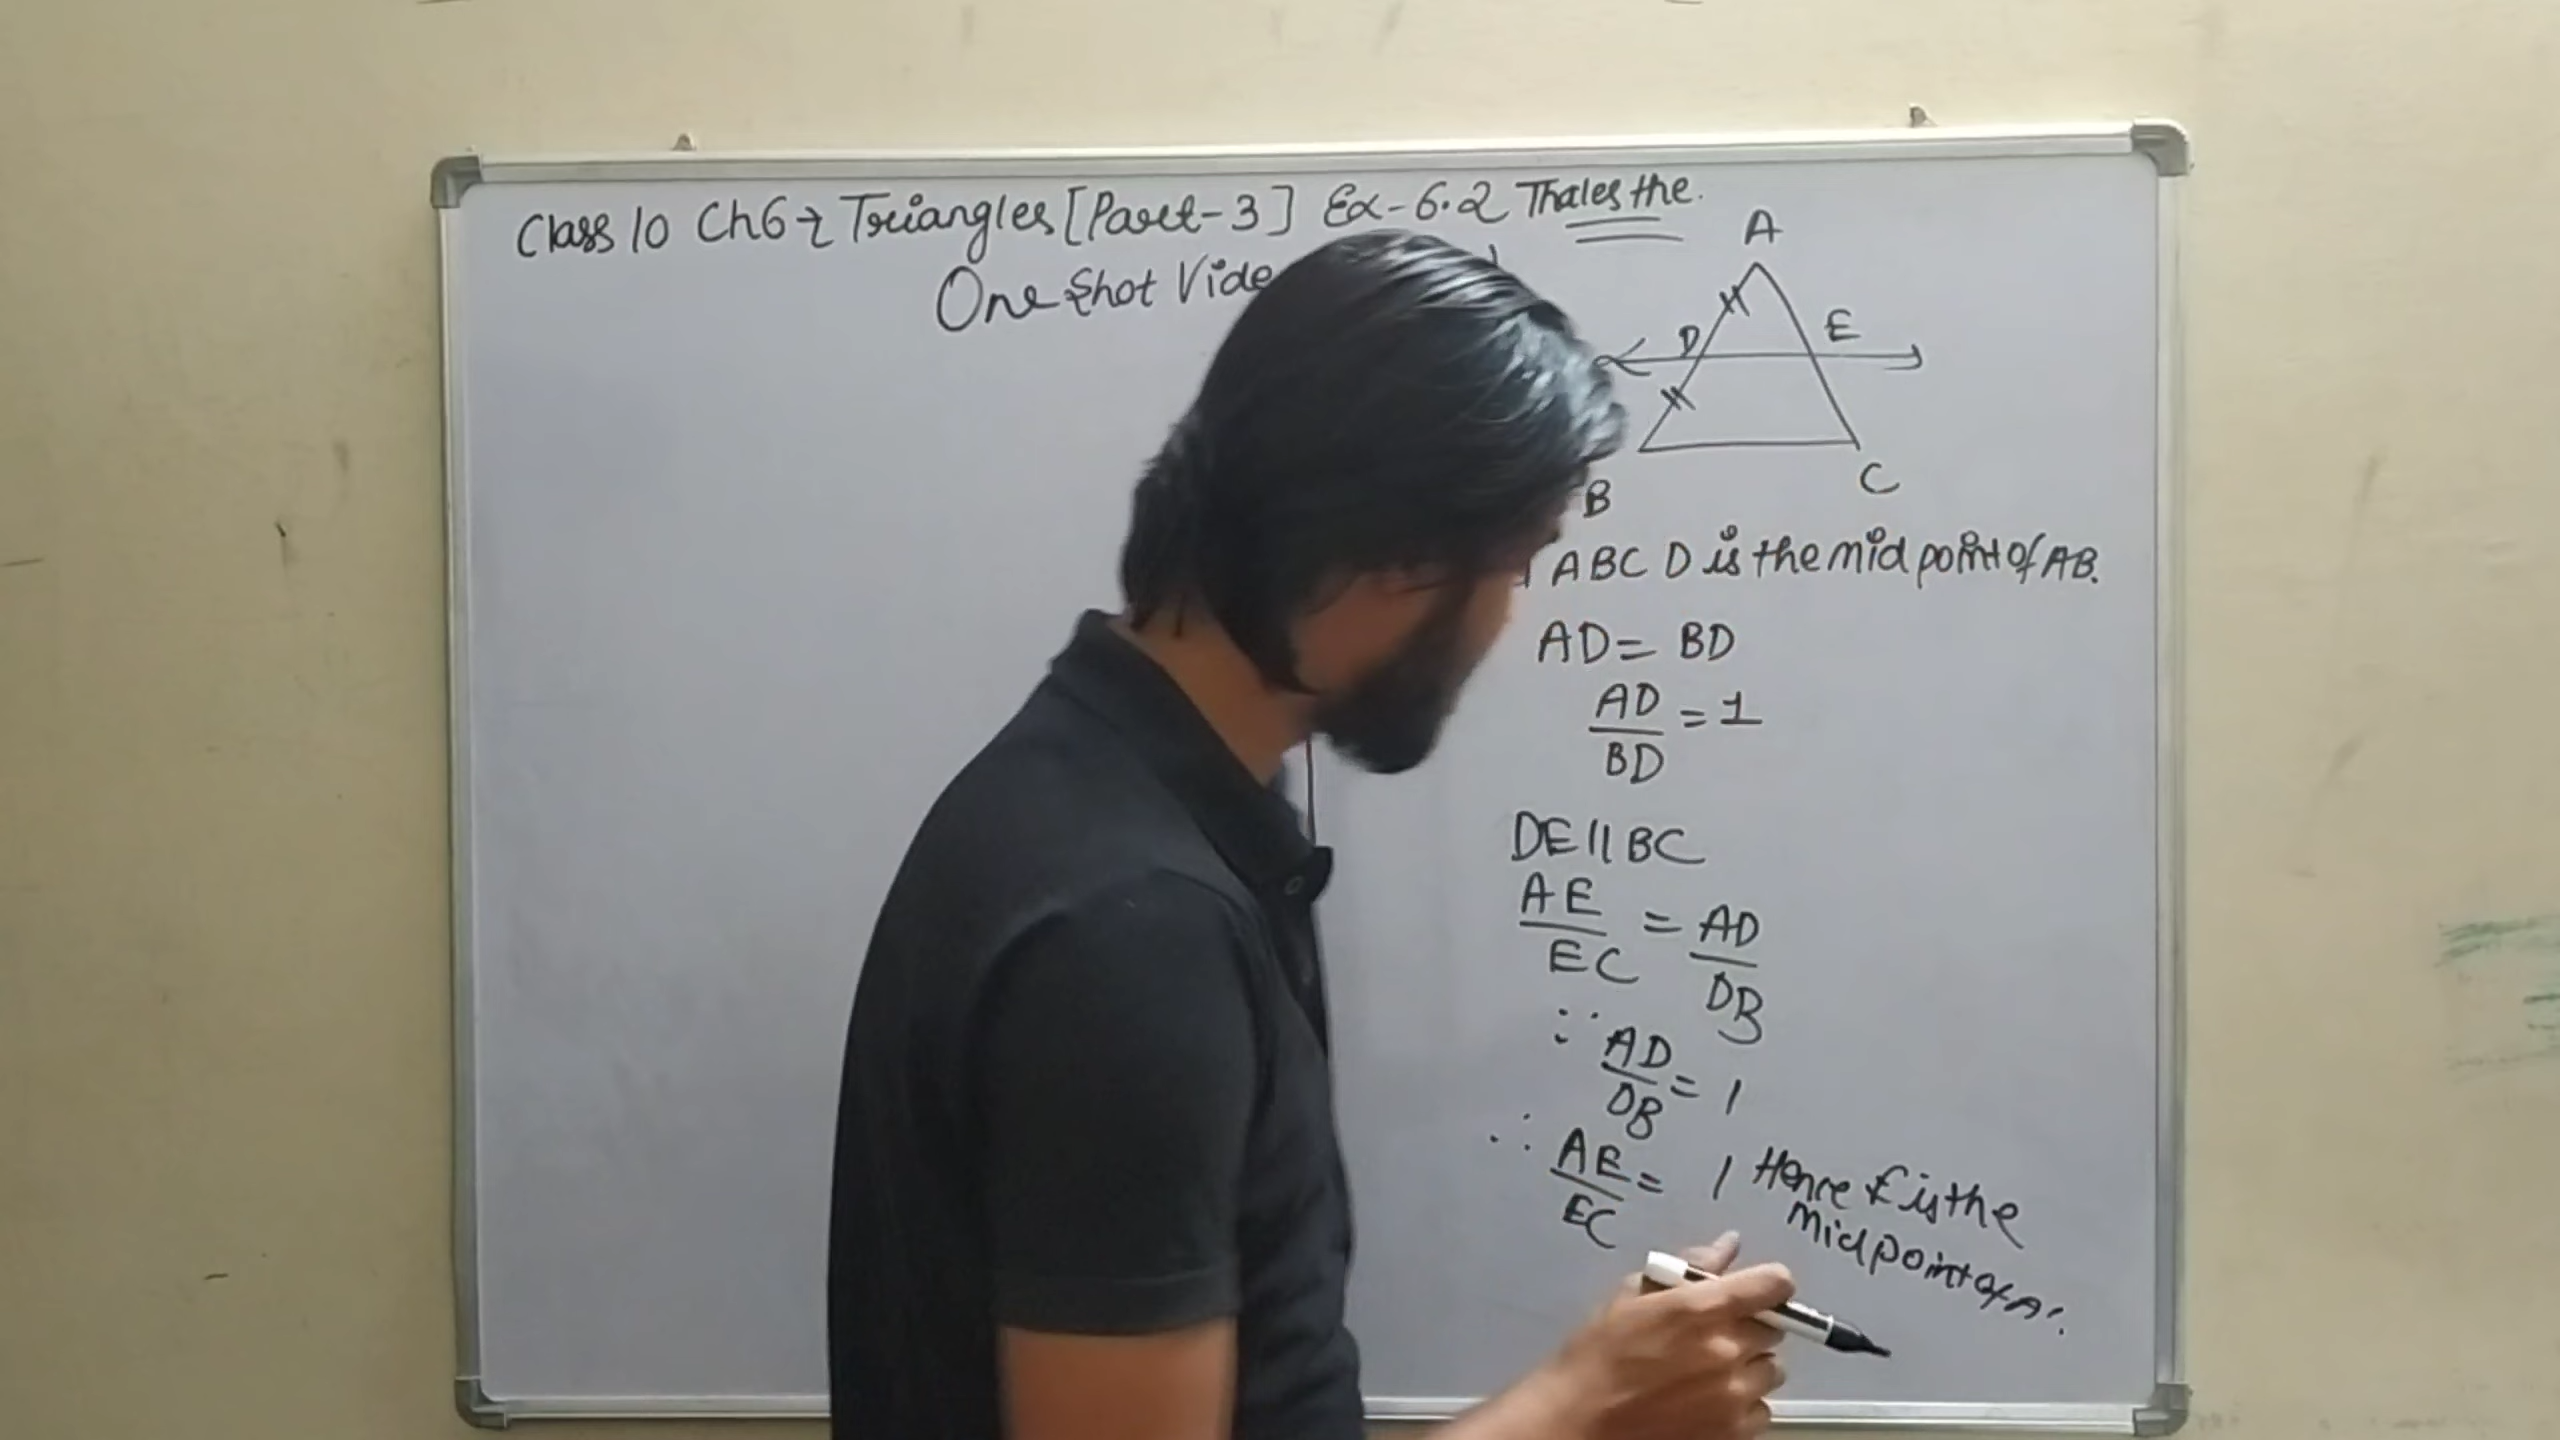 Class 10 Ch6→ Triangles [Part-3] Ex-6.2 Thales the.
One Shot Vide
A
D
E
B
C
ABC D is the mid point of AB.
AD = BD
AD/BD = 1
DE || BC
AE/EC = AD/DB
∵ AD/DB = 1
∴ AE/EC = 1 Hence E is the
Mid point of A